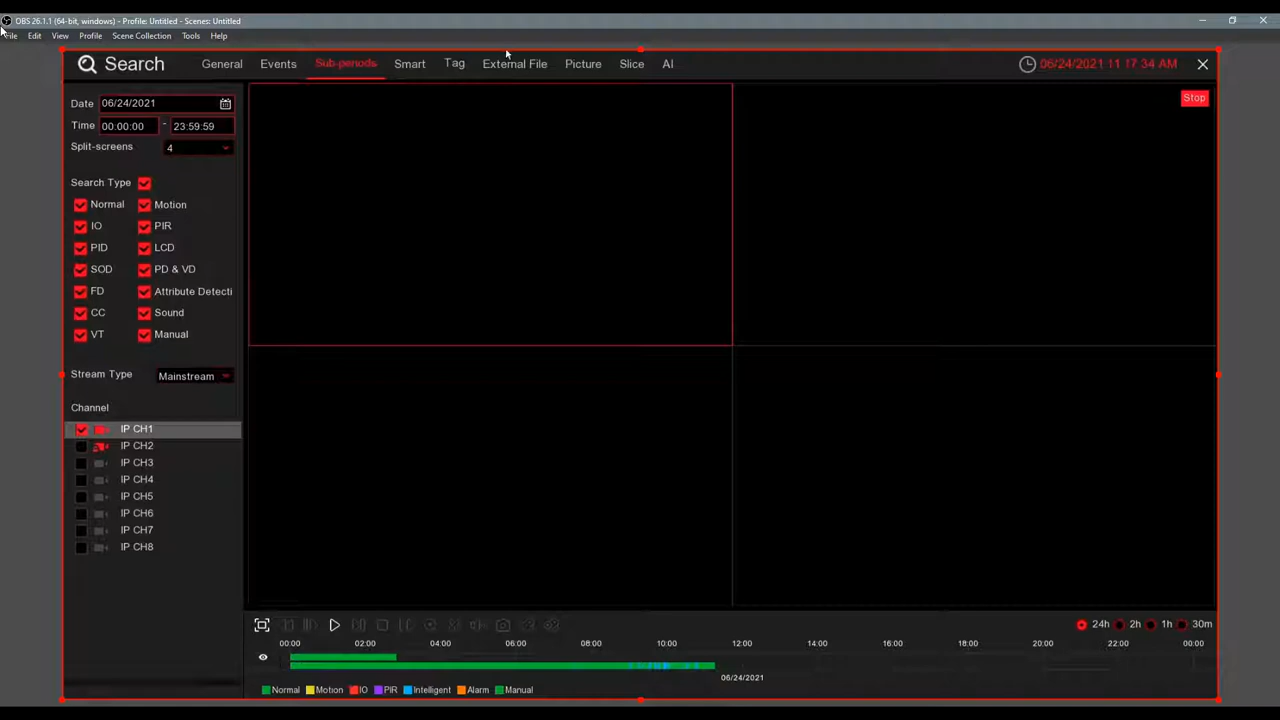 OBS 26.1.1 (64-bit, windows) - Profile: Untitled - Scenes: Untitled
File Edit View Profile Scene Collection Tools Help
Search General Events Sub-periods Smart Tag External File Picture Slice AI 06/24/2021 11 17:34 AM
Date 06/24/2021
Stop
Time 00:00:00 - 23:59:59
Split-screens 4
Search Type
Normal Motion
IO PIR
PID LCD
SOD PD & VD
FD Attribute Detecti
CC Sound
VT Manual
Stream Type Mainstream
Channel
IP CH1
IP CH2
IP CH3
IP CH4
IP CH5
IP CH6
IP CH7
IP CH8
24h 2h 1h 30m
00:00 02:00 04:00 06:00 08:00 10:00 12:00 14:00 16:00 18:00 20:00 22:00 00:00
06/24/2021
Normal Motion IO PIR Intelligent Alarm Manual